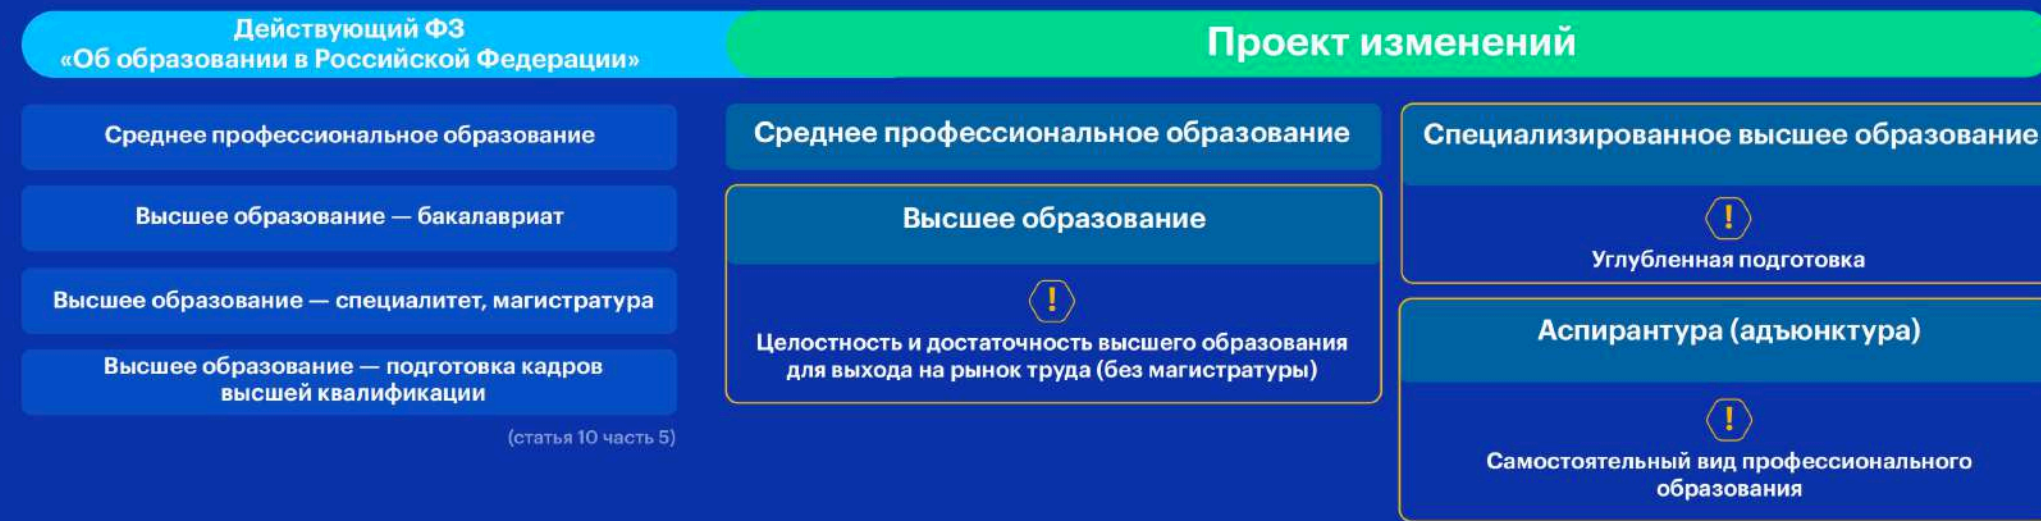 Действующий ФЗ
«Об образовании в Российской Федерации»
Среднее профессиональное образование
Высшее образование — бакалавриат
Высшее образование — специалитет, магистратура
Высшее образование — подготовка кадров
высшей квалификации
(статья 10 часть 5)
Проект изменений
Среднее профессиональное образование
Высшее образование
!
Целостность и достаточность высшего образования
для выхода на рынок труда (без магистратуры)
Специализированное высшее образование
!
Углубленная подготовка
Аспирантура (адъюнктура)
!
Самостоятельный вид профессионального
образования